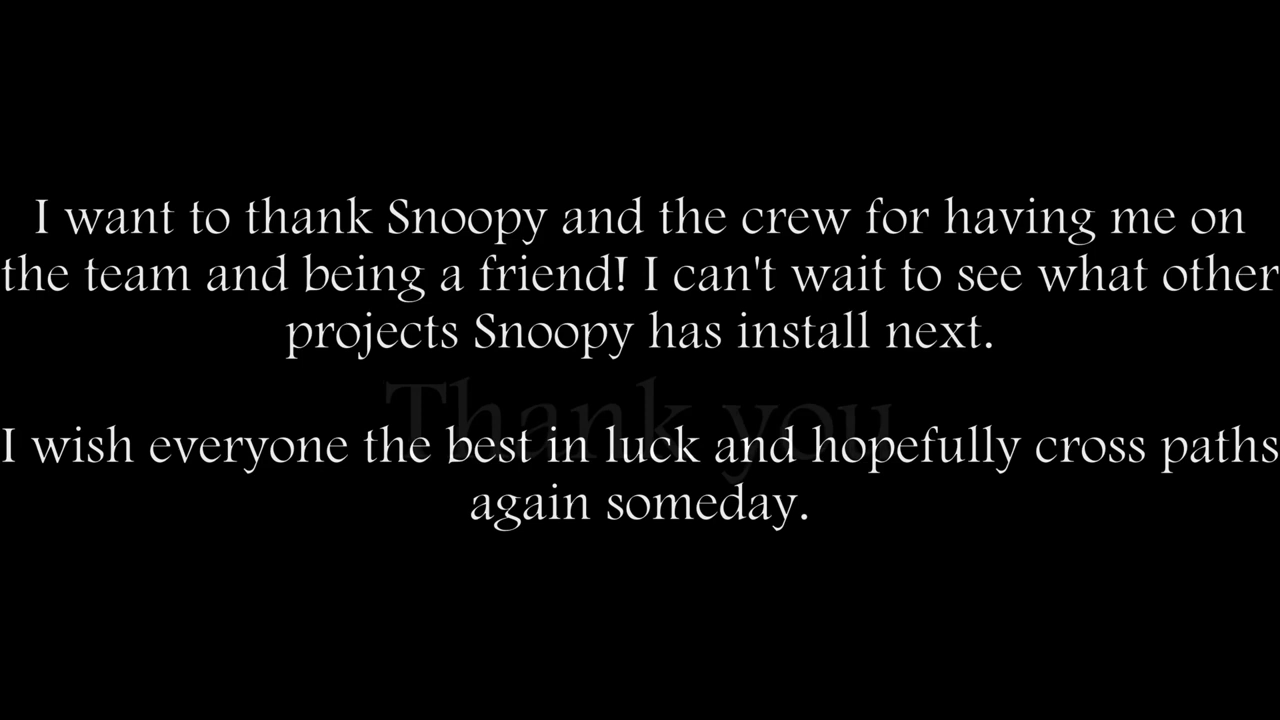 I want to thank Snoopy and the crew for having me on
the team and being a friend! I can't wait to see what other
projects Snoopy has install next.
Thank you
I wish everyone the best in luck and hopefully cross paths
again someday.